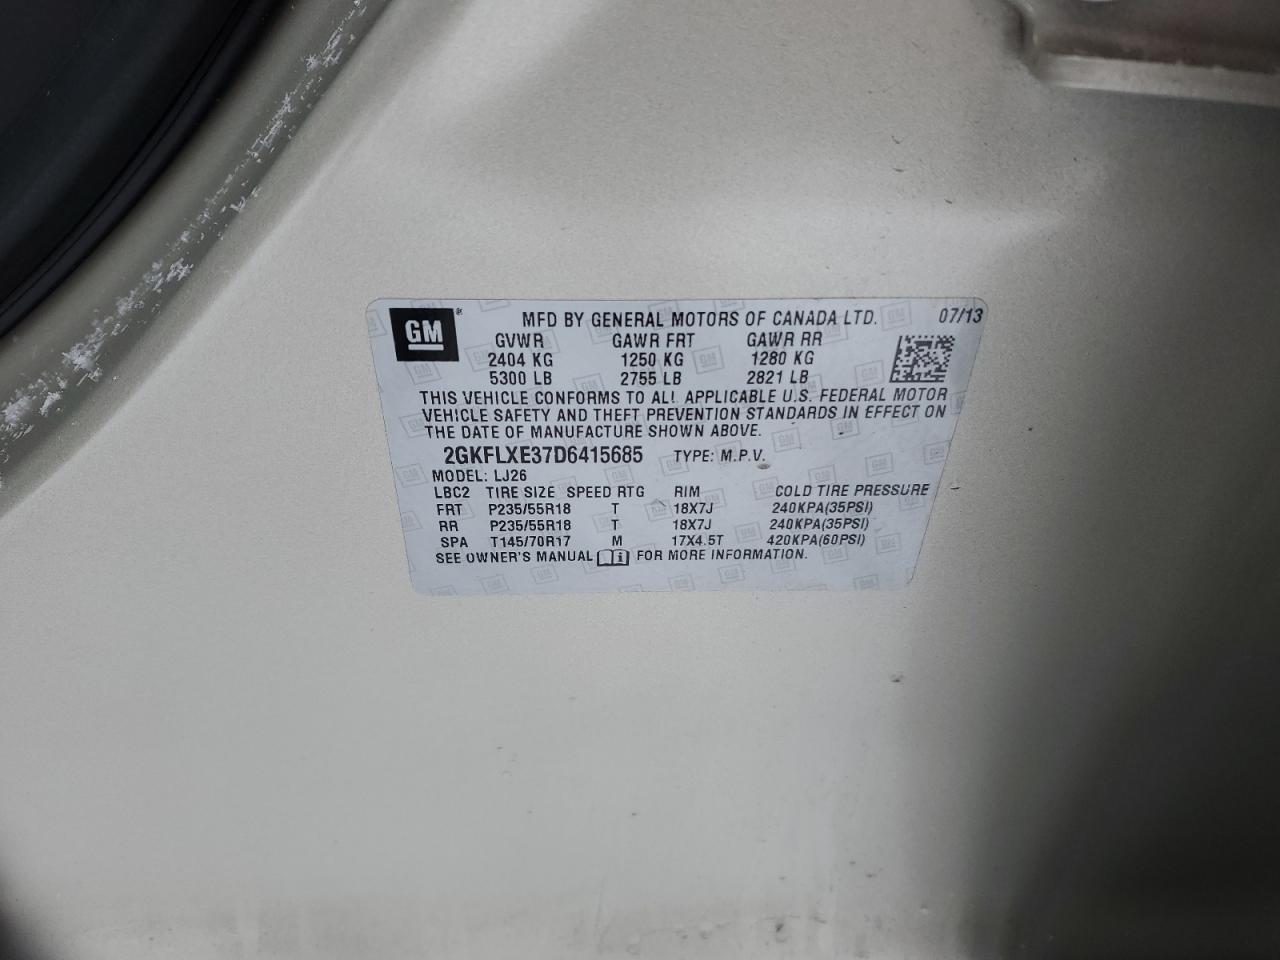 GM ® MFD BY GENERAL MOTORS OF CANADA LTD. 07/13
GVWR GAWR FRT GAWR RR
2404 KG 1250 KG 1280 KG
5300 LB 2755 LB 2821 LB
THIS VEHICLE CONFORMS TO ALL APPLICABLE U.S. FEDERAL MOTOR
VEHICLE SAFETY AND THEFT PREVENTION STANDARDS IN EFFECT ON
THE DATE OF MANUFACTURE SHOWN ABOVE.
2GKFLXE37D6415685 TYPE: M.P.V.
MODEL: LJ26
LBC2 TIRE SIZE SPEED RTG RIM COLD TIRE PRESSURE
FRT P235/55R18 T 18X7J 240KPA(35PSI)
RR P235/55R18 T 18X7J 240KPA(35PSI)
SPA T145/70R17 M 17X4.5T 420KPA(60PSI)
SEE OWNER'S MANUAL i FOR MORE INFORMATION.